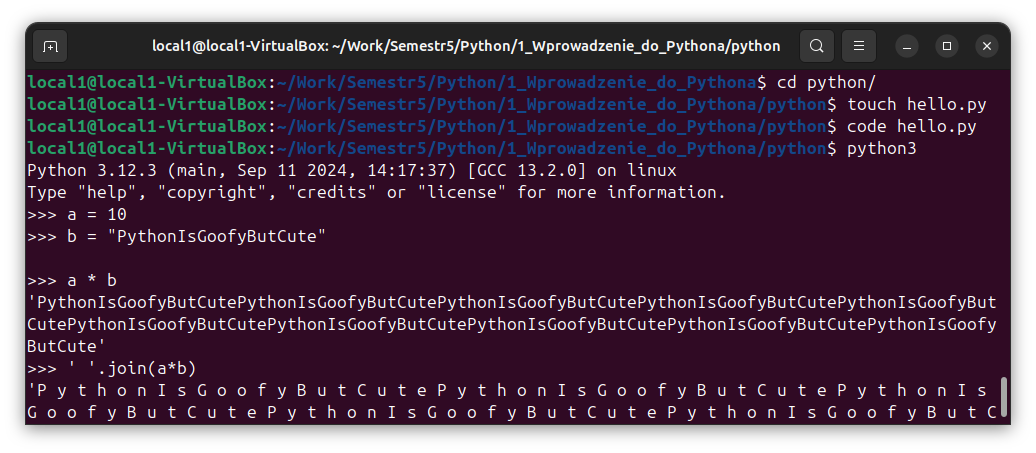 local1@local1-VirtualBox: ~/Work/Semestr5/Python/1_Wprowadzenie_do_Pythona/python
local1@local1-VirtualBox:~/Work/Semestr5/Python/1_Wprowadzenie_do_Pythona$ cd python/
local1@local1-VirtualBox:~/Work/Semestr5/Python/1_Wprowadzenie_do_Pythona/python$ touch hello.py
local1@local1-VirtualBox:~/Work/Semestr5/Python/1_Wprowadzenie_do_Pythona/python$ code hello.py
local1@local1-VirtualBox:~/Work/Semestr5/Python/1_Wprowadzenie_do_Pythona/python$ python3
Python 3.12.3 (main, Sep 11 2024, 14:17:37) [GCC 13.2.0] on linux
Type "help", "copyright", "credits" or "license" for more information.
>>> a = 10
>>> b = "PythonIsGoofyButCute"
>>> a * b
'PythonIsGoofyButCutePythonIsGoofyButCutePythonIsGoofyButCutePythonIsGoofyButCutePythonIsGoofyBut
CutePythonIsGoofyButCutePythonIsGoofyButCutePythonIsGoofyButCutePythonIsGoofyButCutePythonIsGoofy
ButCute'
>>> ' '.join(a*b)
'P y t h o n I s G o o f y B u t C u t e P y t h o n I s G o o f y B u t C u t e P y t h o n I s
G o o f y B u t C u t e P y t h o n I s G o o f y B u t C u t e P y t h o n I s G o o f y B u t C